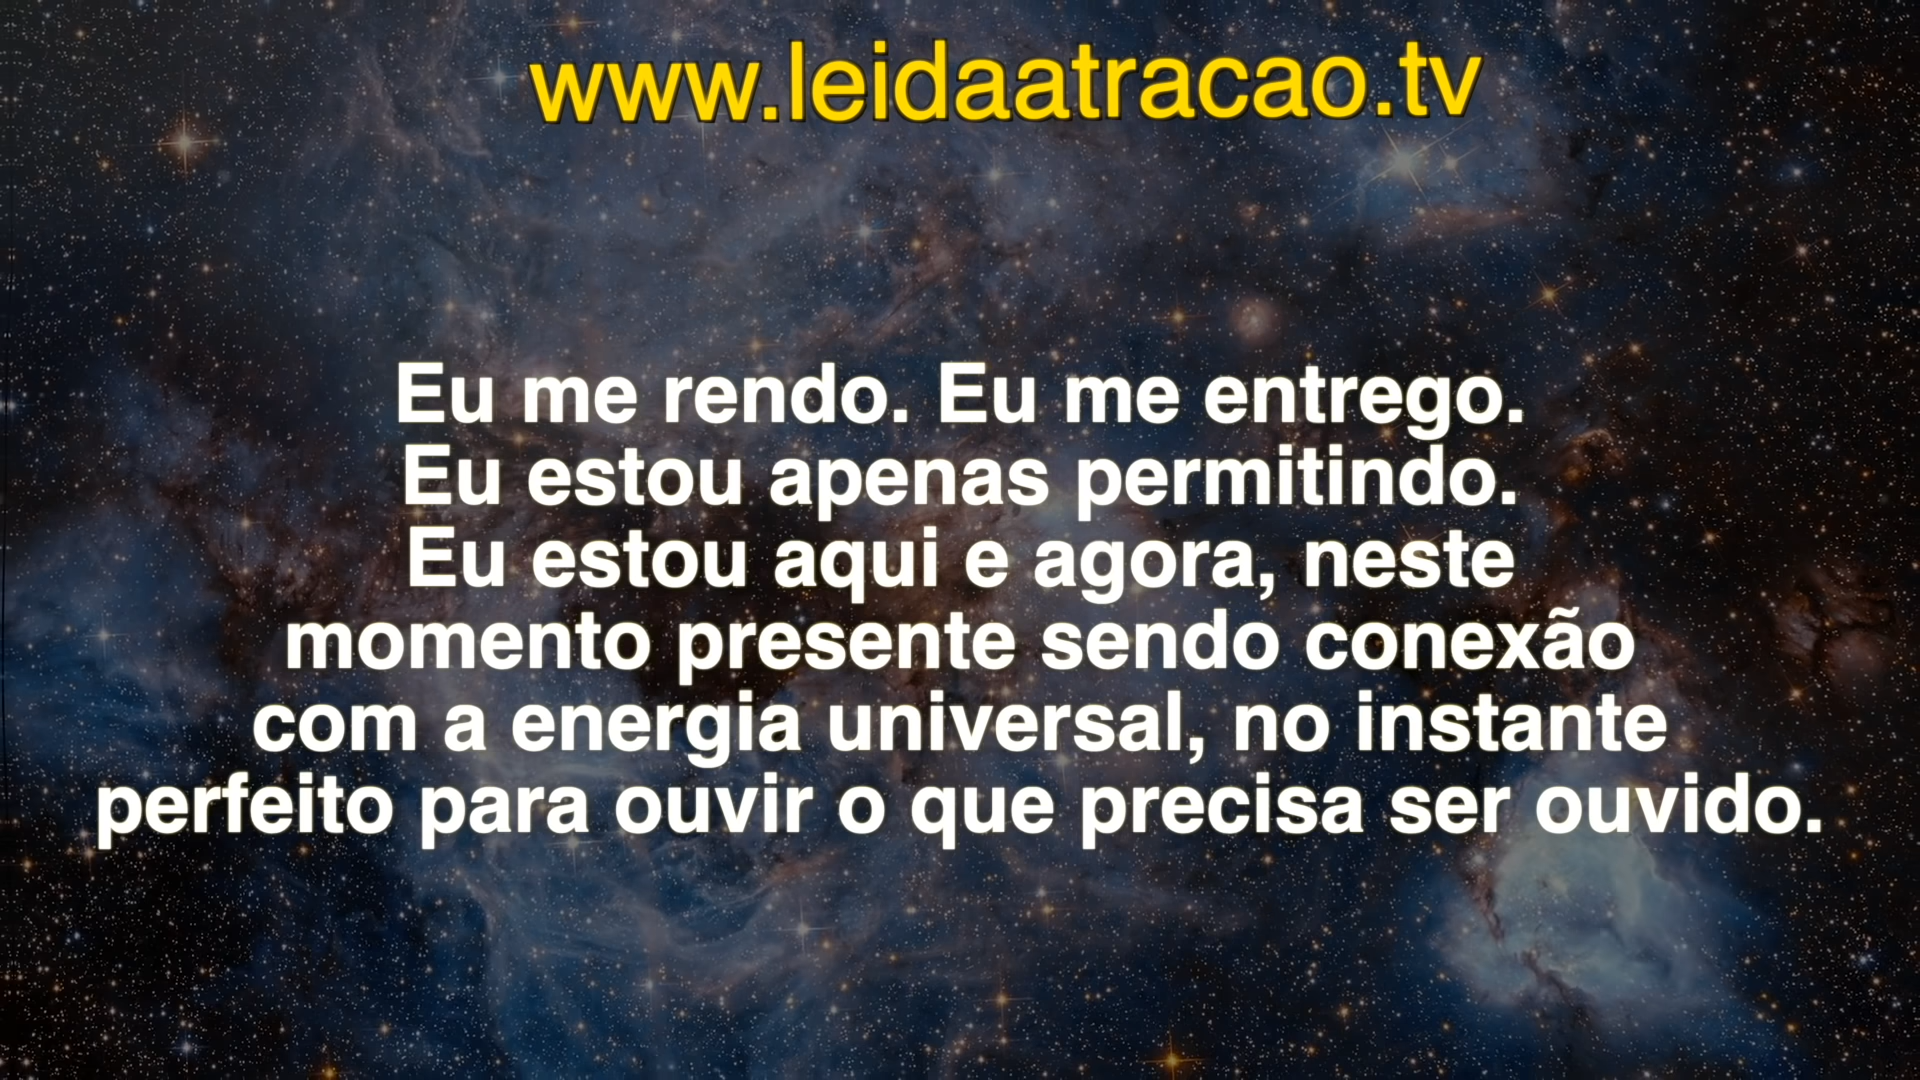 www.leidaatracao.tv
Eu me rendo. Eu me entrego.
Eu estou apenas permitindo.
Eu estou aqui e agora, neste
momento presente sendo conexão
com a energia universal, no instante
perfeito para ouvir o que precisa ser ouvido.